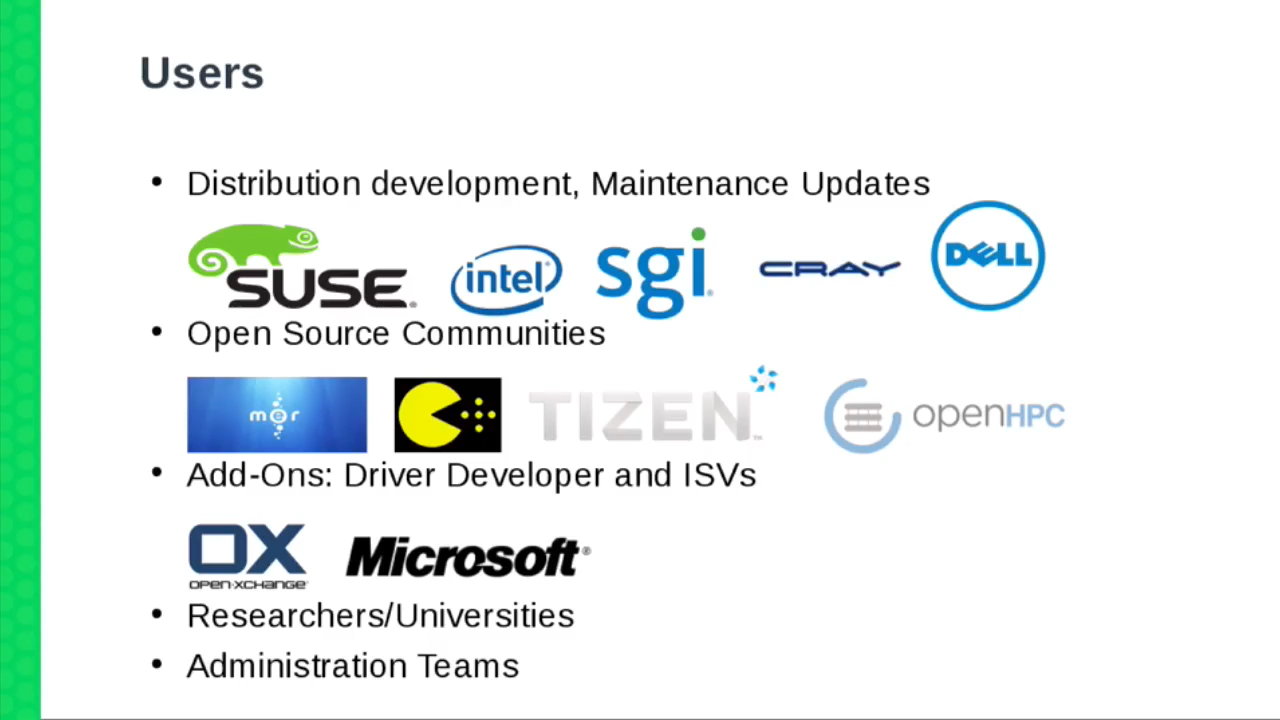 Users
• Distribution development, Maintenance Updates
SUSE® intel® sgi® CRAY DELL
• Open Source Communities
mer TIZEN™ openHPC
• Add-Ons: Driver Developer and ISVs
OX Microsoft®
OPEN-XCHANGE
• Researchers/Universities
• Administration Teams